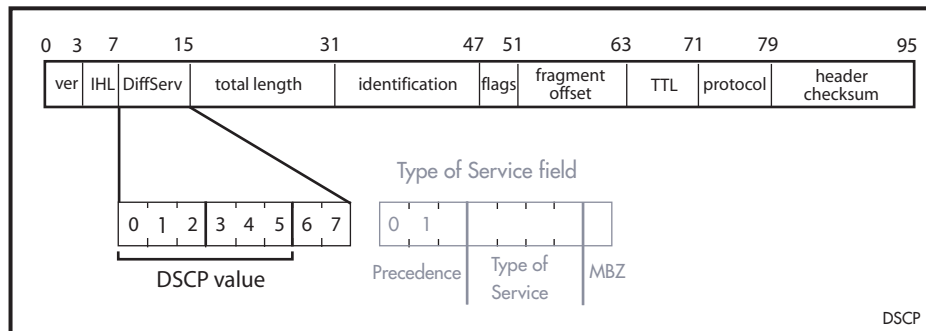 0 3 7 15 31 47 51 63 71 79 95
ver IHL DiffServ total length identification flags fragment offset TTL protocol header checksum
Type of Service field
0 1 2 3 4 5 6 7
0 1
DSCP value
Precedence
Type of
Service
MBZ
DSCP